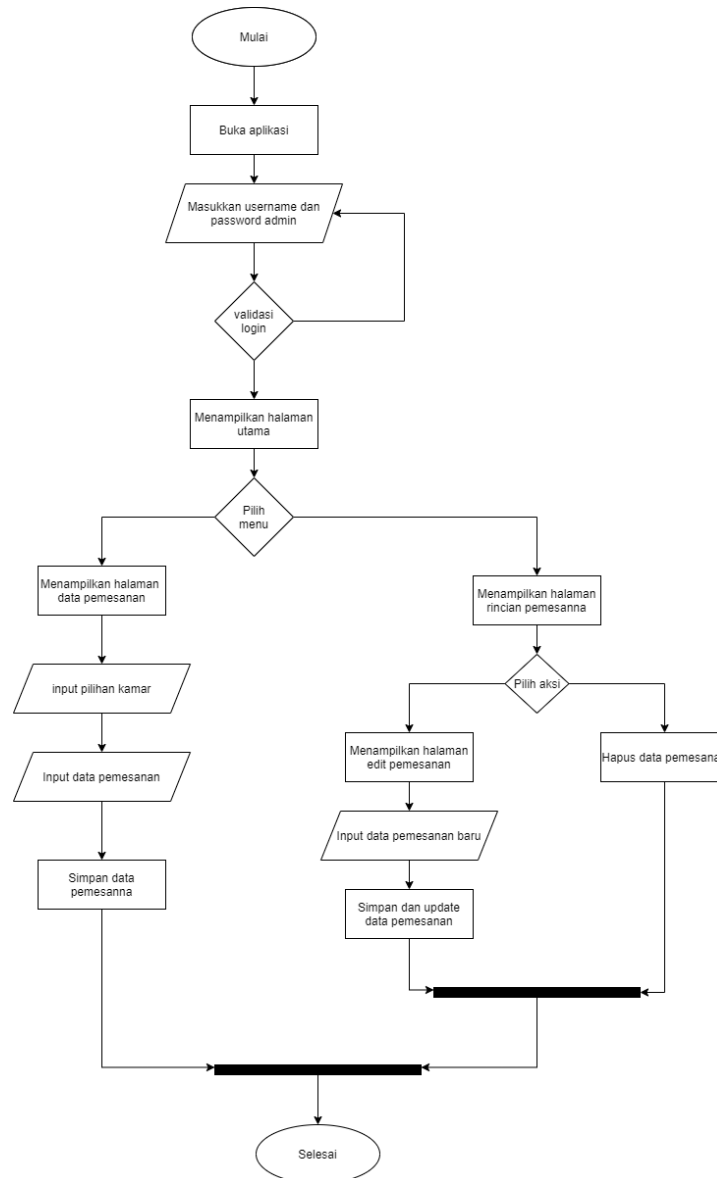 Mulai
Buka aplikasi
Masukkan username dan
password admin
validasi
login
Menampilkan halaman
utama
Pilih
menu
Menampilkan halaman
data pemesanan
input pilihan kamar
Input data pemesanan
Simpan data
pemesanna
Menampilkan halaman
rincian pemesanna
Pilih aksi
Menampilkan halaman
edit pemesanan
Input data pemesanan baru
Simpan dan update
data pemesanan
Hapus data pemesana
Selesai